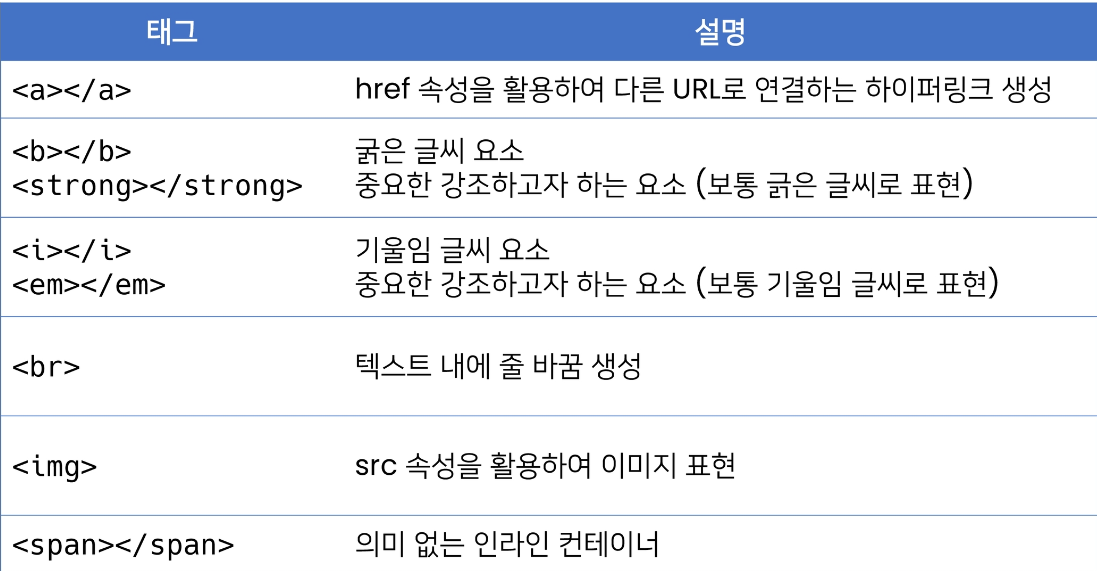 태그 설명
<a></a> href 속성을 활용하여 다른 URL로 연결하는 하이퍼링크 생성
<b></b> 굵은 글씨 요소
<strong></strong> 중요한 강조하고자 하는 요소 (보통 굵은 글씨로 표현)
<i></i> 기울임 글씨 요소
<em></em> 중요한 강조하고자 하는 요소 (보통 기울임 글씨로 표현)
<br> 텍스트 내에 줄 바꿈 생성
<img> src 속성을 활용하여 이미지 표현
<span></span> 의미 없는 인라인 컨테이너